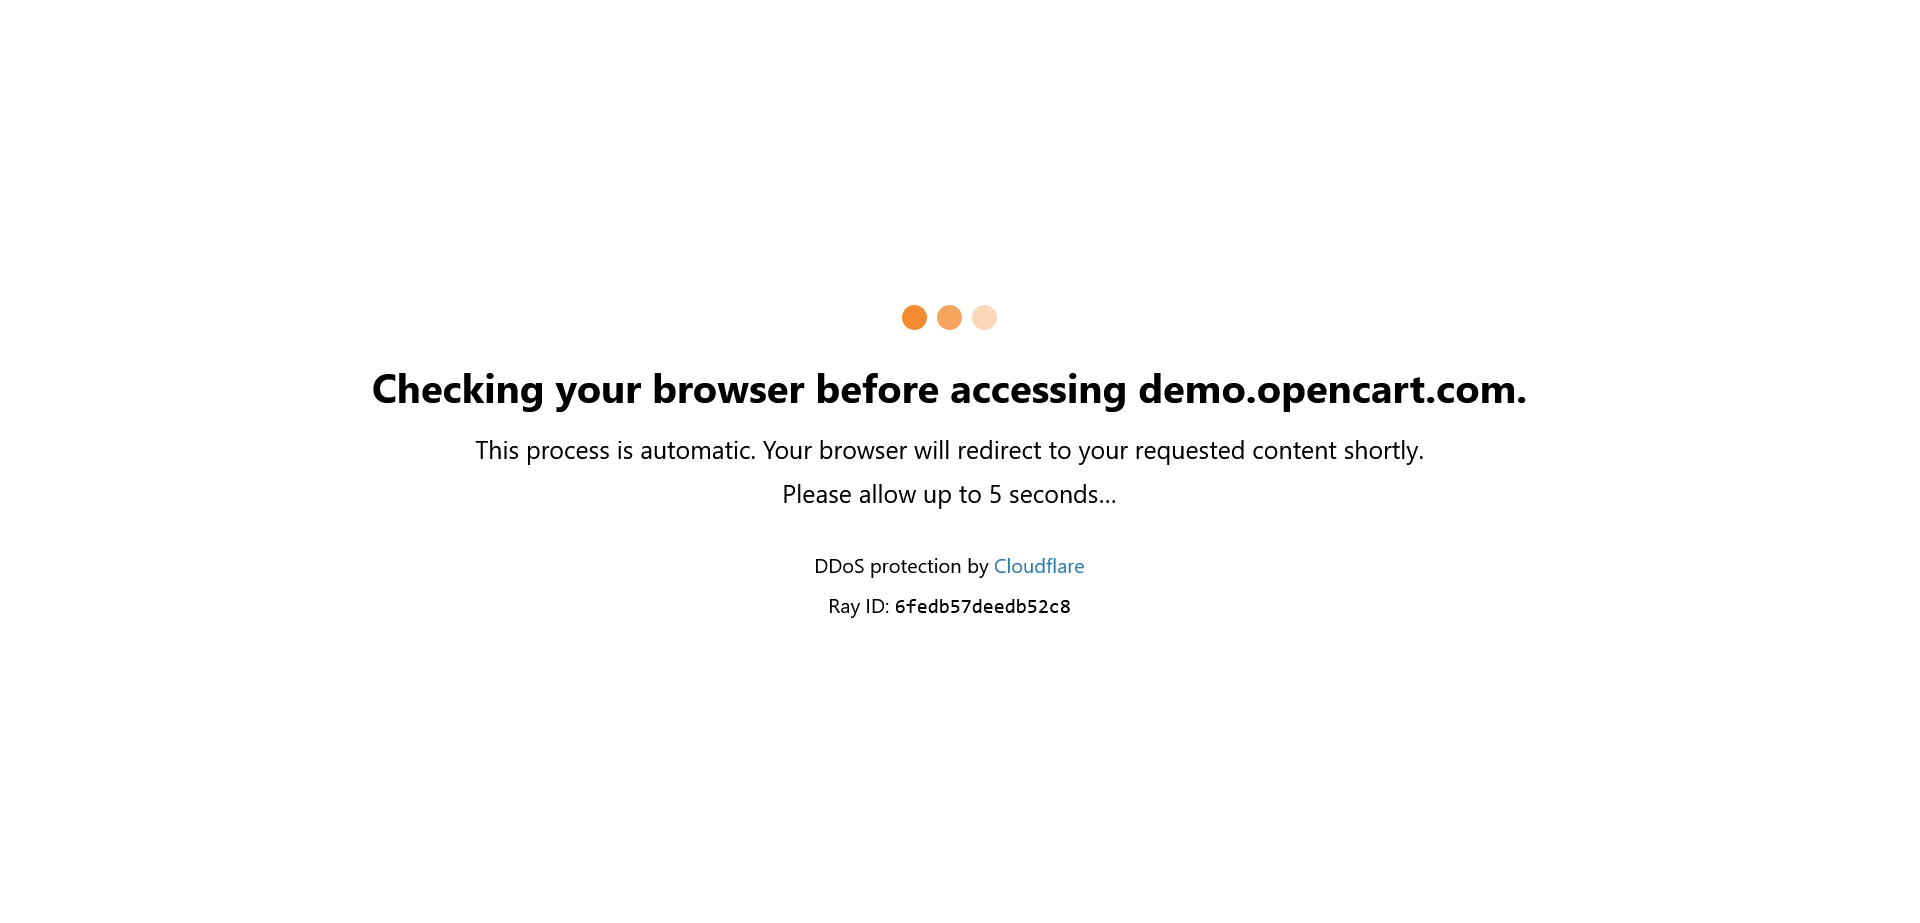 Checking your browser before accessing demo.opencart.com.
This process is automatic. Your browser will redirect to your requested content shortly.
Please allow up to 5 seconds...
DDoS protection by Cloudflare
Ray ID: 6fedb57deedb52c8